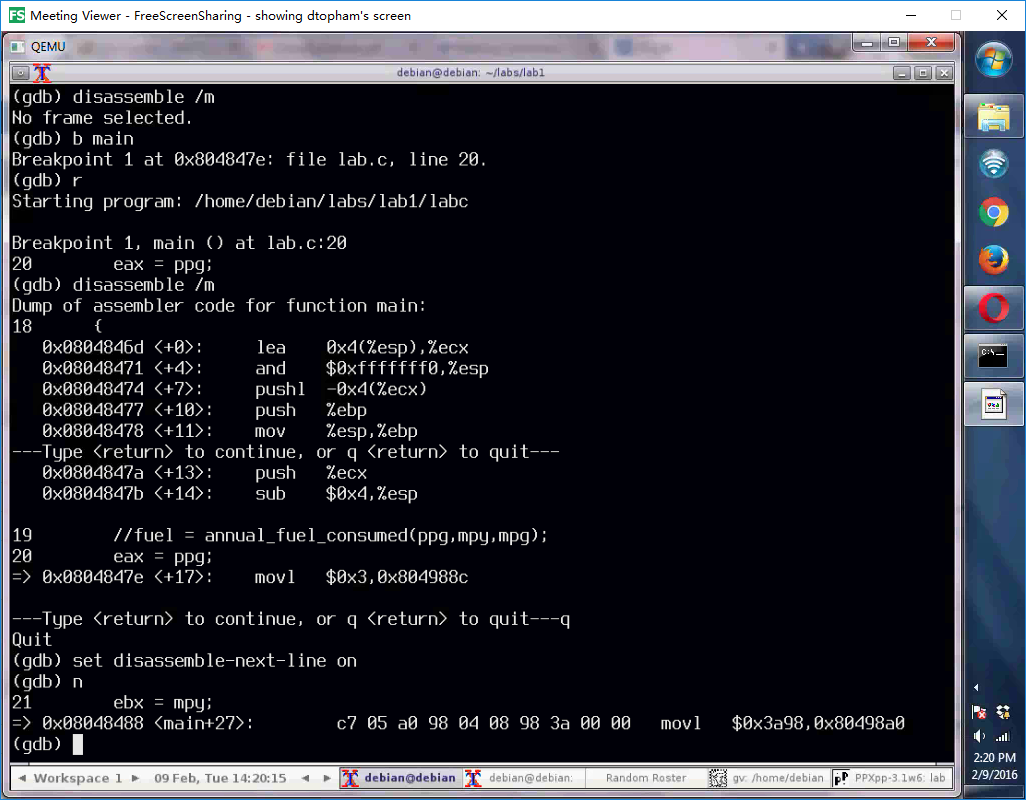 FS Meeting Viewer - FreeScreenSharing - showing dtopham's screen
QEMU
debian@debian: ~/labs/lab1
(gdb) disassemble /m
No frame selected.
(gdb) b main
Breakpoint 1 at 0x804847e: file lab.c, line 20.
(gdb) r
Starting program: /home/debian/labs/lab1/labc
Breakpoint 1, main () at lab.c:20
20 eax = ppg;
(gdb) disassemble /m
Dump of assembler code for function main:
18 {
0x0804846d <+0>: lea 0x4(%esp),%ecx
0x08048471 <+4>: and $0xfffffff0,%esp
0x08048474 <+7>: pushl -0x4(%ecx)
0x08048477 <+10>: push %ebp
0x08048478 <+11>: mov %esp,%ebp
---Type <return> to continue, or q <return> to quit---
0x0804847a <+13>: push %ecx
0x0804847b <+14>: sub $0x4,%esp
19 //fuel = annual_fuel_consumed(ppg,mpy,mpg);
20 eax = ppg;
=> 0x0804847e <+17>: movl $0x3,0x804988c
---Type <return> to continue, or q <return> to quit---q
Quit
(gdb) set disassemble-next-line on
(gdb) n
21 ebx = mpy;
=> 0x08048488 <main+27>: c7 05 a0 98 04 08 98 3a 00 00 movl $0x3a98,0x80498a0
(gdb)
Workspace 1 09 Feb, Tue 14:20:15 debian@debian debian@debian: Random Roster gv: /home/debian PPXpp-3.1w6: lab
C:\
2:20 PM
2/9/2016